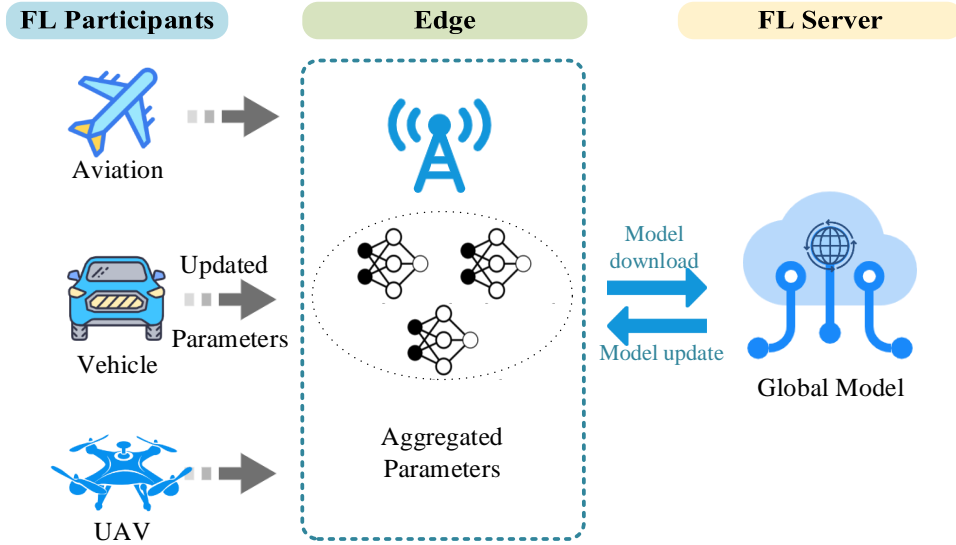 FL Participants
Edge
FL Server
Aviation
Updated
Parameters
Vehicle
UAV
Aggregated
Parameters
Model
download
Model update
Global Model